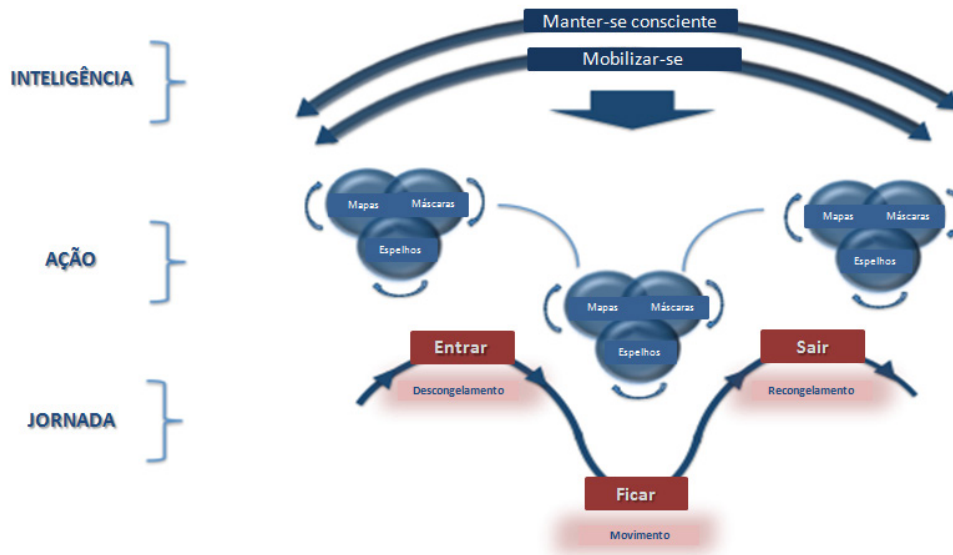 Manter-se consciente
INTELIGÊNCIA
Mobilizar-se
Mapas
Máscaras
Espelhos
Mapas
Máscaras
Espelhos
AÇÃO
Mapas
Máscaras
Espelhos
Entrar
Sair
Descongelamento
Recongelamento
JORNADA
Ficar
Movimento